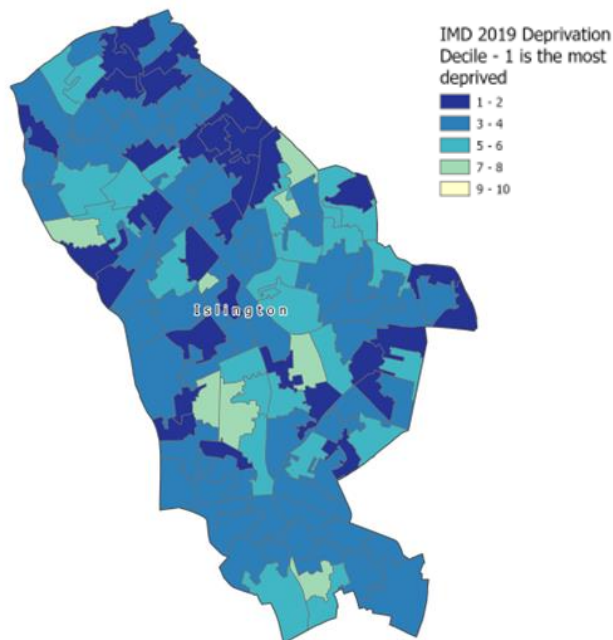 IMD 2019 Deprivation
Decile - 1 is the most
deprived
1 - 2
3 - 4
5 - 6
7 - 8
9 - 10
Islington